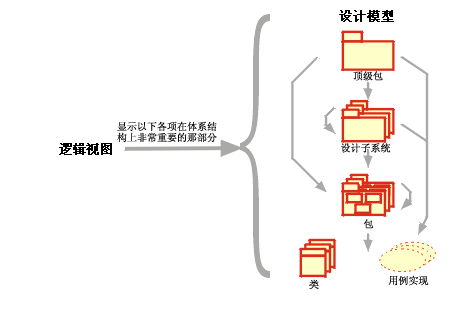 设计模型
顶级包
显示以下各项在体系结
构上非常重要的那部分
逻辑视图
设计子系统
包
类
用例实现